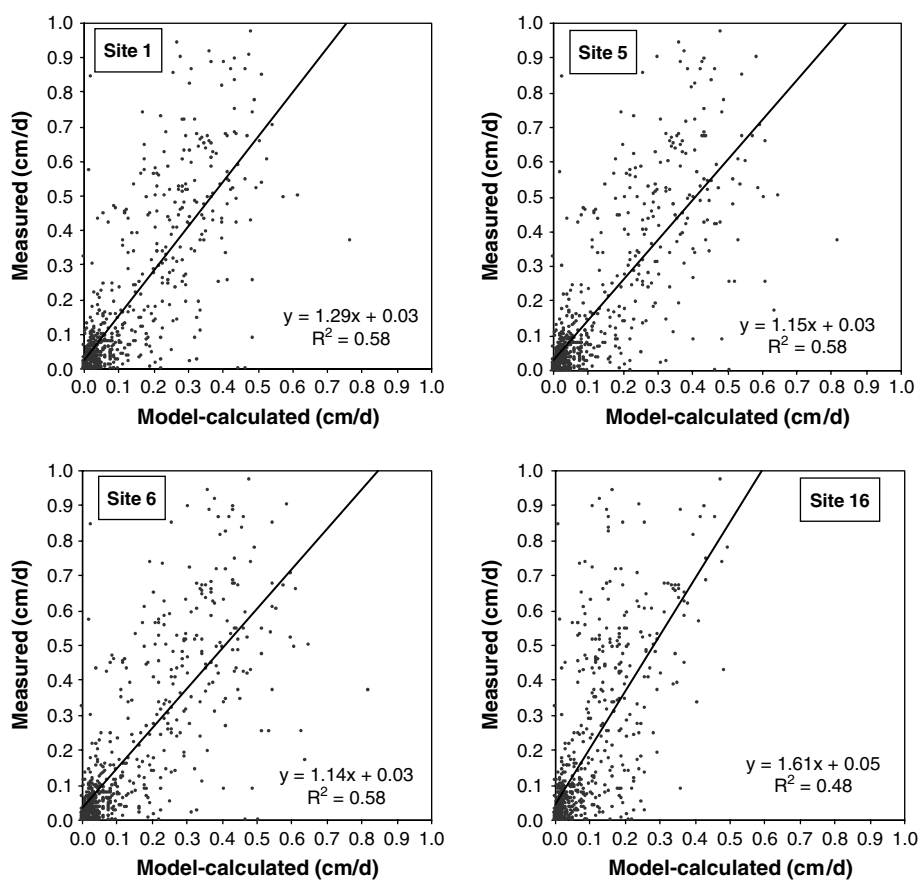 Site 1
Measured (cm/d)
1.0
0.9
0.8
0.7
0.6
0.5
0.4
0.3
0.2
0.1
0.0
y = 1.29x + 0.03
R² = 0.58
0.0 0.1 0.2 0.3 0.4 0.5 0.6 0.7 0.8 0.9 1.0
Model-calculated (cm/d)
Site 5
Measured (cm/d)
1.0
0.9
0.8
0.7
0.6
0.5
0.4
0.3
0.2
0.1
0.0
y = 1.15x + 0.03
R² = 0.58
0.0 0.1 0.2 0.3 0.4 0.5 0.6 0.7 0.8 0.9 1.0
Model-calculated (cm/d)
Site 6
Measured (cm/d)
1.0
0.9
0.8
0.7
0.6
0.5
0.4
0.3
0.2
0.1
0.0
y = 1.14x + 0.03
R² = 0.58
0.0 0.1 0.2 0.3 0.4 0.5 0.6 0.7 0.8 0.9 1.0
Model-calculated (cm/d)
Site 16
Measured (cm/d)
1.0
0.9
0.8
0.7
0.6
0.5
0.4
0.3
0.2
0.1
0.0
y = 1.61x + 0.05
R² = 0.48
0.0 0.1 0.2 0.3 0.4 0.5 0.6 0.7 0.8 0.9 1.0
Model-calculated (cm/d)